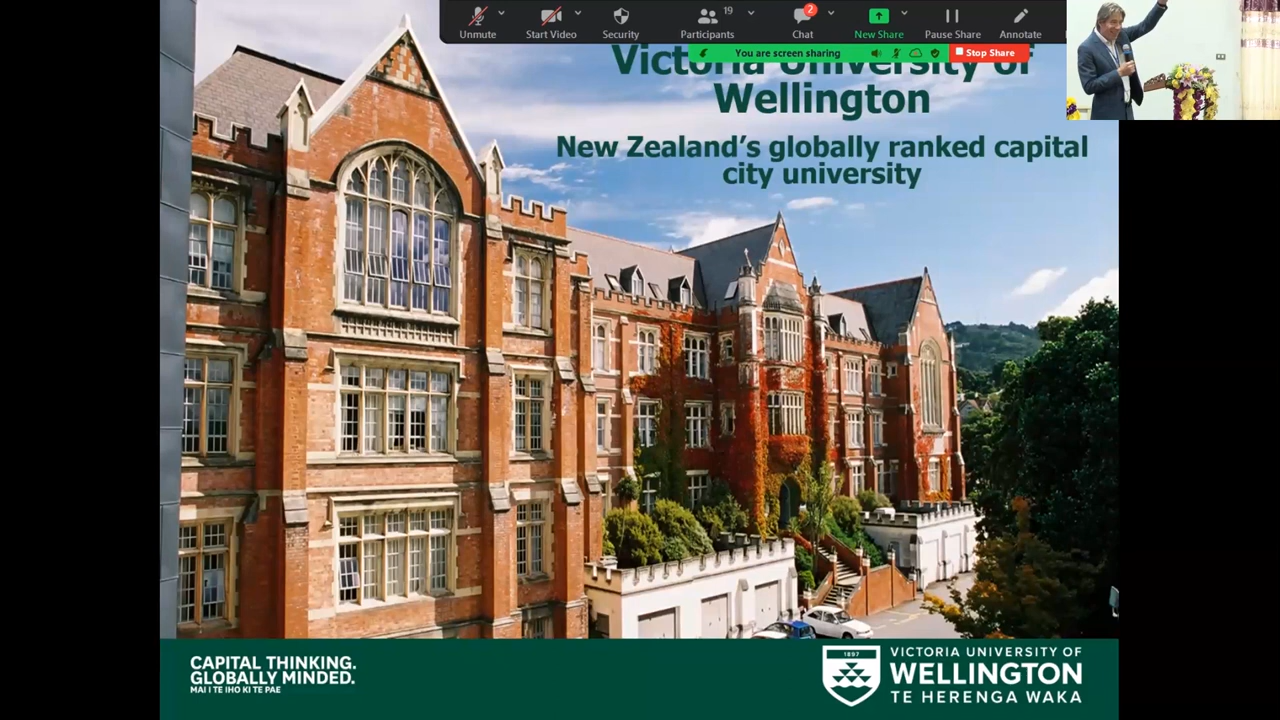 19
2
Unmute
Start Video
Security
Participants
Chat
New Share
Pause Share
Annotate
You are screen sharing
Stop Share
Victoria University of
Wellington
New Zealand's globally ranked capital
city university
CAPITAL THINKING.
GLOBALLY MINDED.
MAI I TE IHO KI TE PAE
1897
VICTORIA UNIVERSITY OF
WELLINGTON
TE HERENGA WAKA